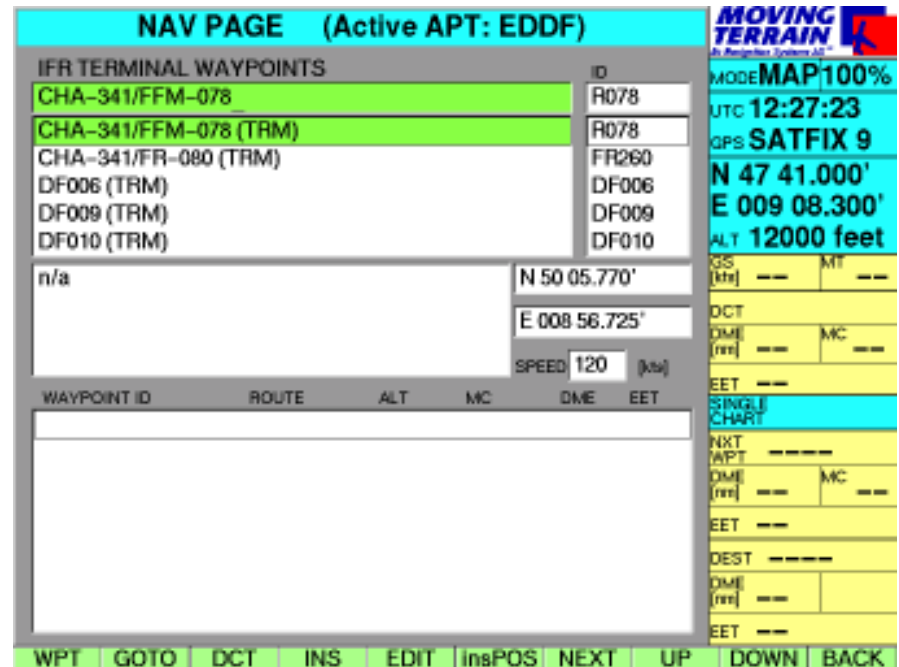 NAV PAGE (Active APT: EDDF)
IFR TERMINAL WAYPOINTS ID
CHA-341/FFM-078_ R078
CHA-341/FFM-078 (TRM) R078
CHA-341/FR-080 (TRM) FR260
DF006 (TRM) DF006
DF009 (TRM) DF009
DF010 (TRM) DF010
n/a N 50 05.770'
E 008 56.725'
SPEED 120 [kts]
WAYPOINT ID ROUTE ALT MC DME EET
WPT GOTO DCT INS EDIT insPOS NEXT UP DOWN BACK
MOVING
TERRAIN
MODE MAP 100%
UTC 12:27:23
GPS SATFIX 9
N 47 41.000'
E 009 08.300'
ALT 12000 feet
GS [kts] -- MT --
DCT
DME [nm] -- MC --
EET --
SINGLE
CHART
NXT
WPT ----
DME [nm] -- MC --
EET --
DEST ----
DME [nm] --
EET --